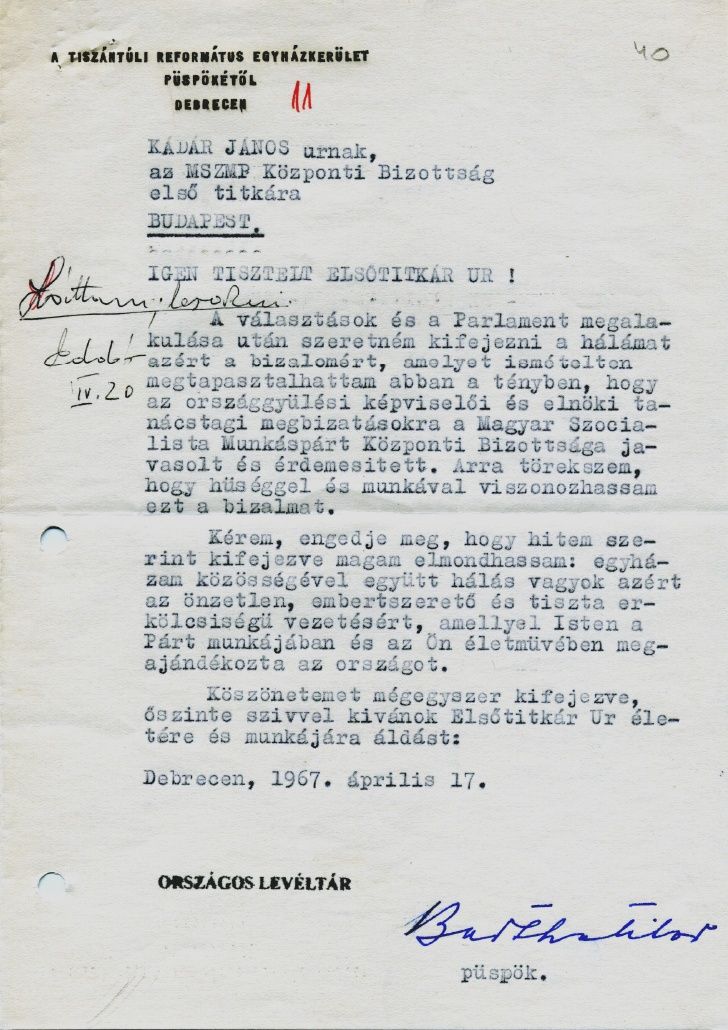 A TISZÁNTÚLI REFORMÁTUS EGYHÁZKERÜLET
PÜSPÖKÉTŐL
DEBRECEN
11
40
KÁDÁR JÁNOS urnak,
az MSZMP Központi Bizottság
első titkára
BUDAPEST.
IGEN TISZTELT ELSŐTITKÁR UR !
A választások és a Parlament megala-
kulása után szeretném kifejezni a hálámat
azért a bizalomért, amelyet ismételten
megtapasztalhattam abban a tényben, hogy
az országgyülési képviselői és elnöki ta-
nácstagi megbizatásokra a Magyar Szocia-
lista Munkáspárt Központi Bizottsága ja-
vasolt és érdemesitett. Arra törekszem,
hogy hüséggel és munkával viszonozhassam
ezt a bizalmat.
IV. 20
Kérem, engedje meg, hogy hitem sze-
rint kifejezve magam elmondhassam: egyhá-
zam közösségével együtt hálás vagyok azért
az önzetlen, embertszerető és tiszta er-
kölcsiségü vezetésért, amellyel Isten a
Párt munkájában és az Ön életmüvében meg-
ajándékozta az országot.
Köszönetemet mégegyszer kifejezve,
őszinte szivvel kivánok Elsőtitkár Ur éle-
tére és munkájára áldást:
Debrecen, 1967. április 17.
ORSZÁGOS LEVÉLTÁR
Bartha Tibor
püspök.